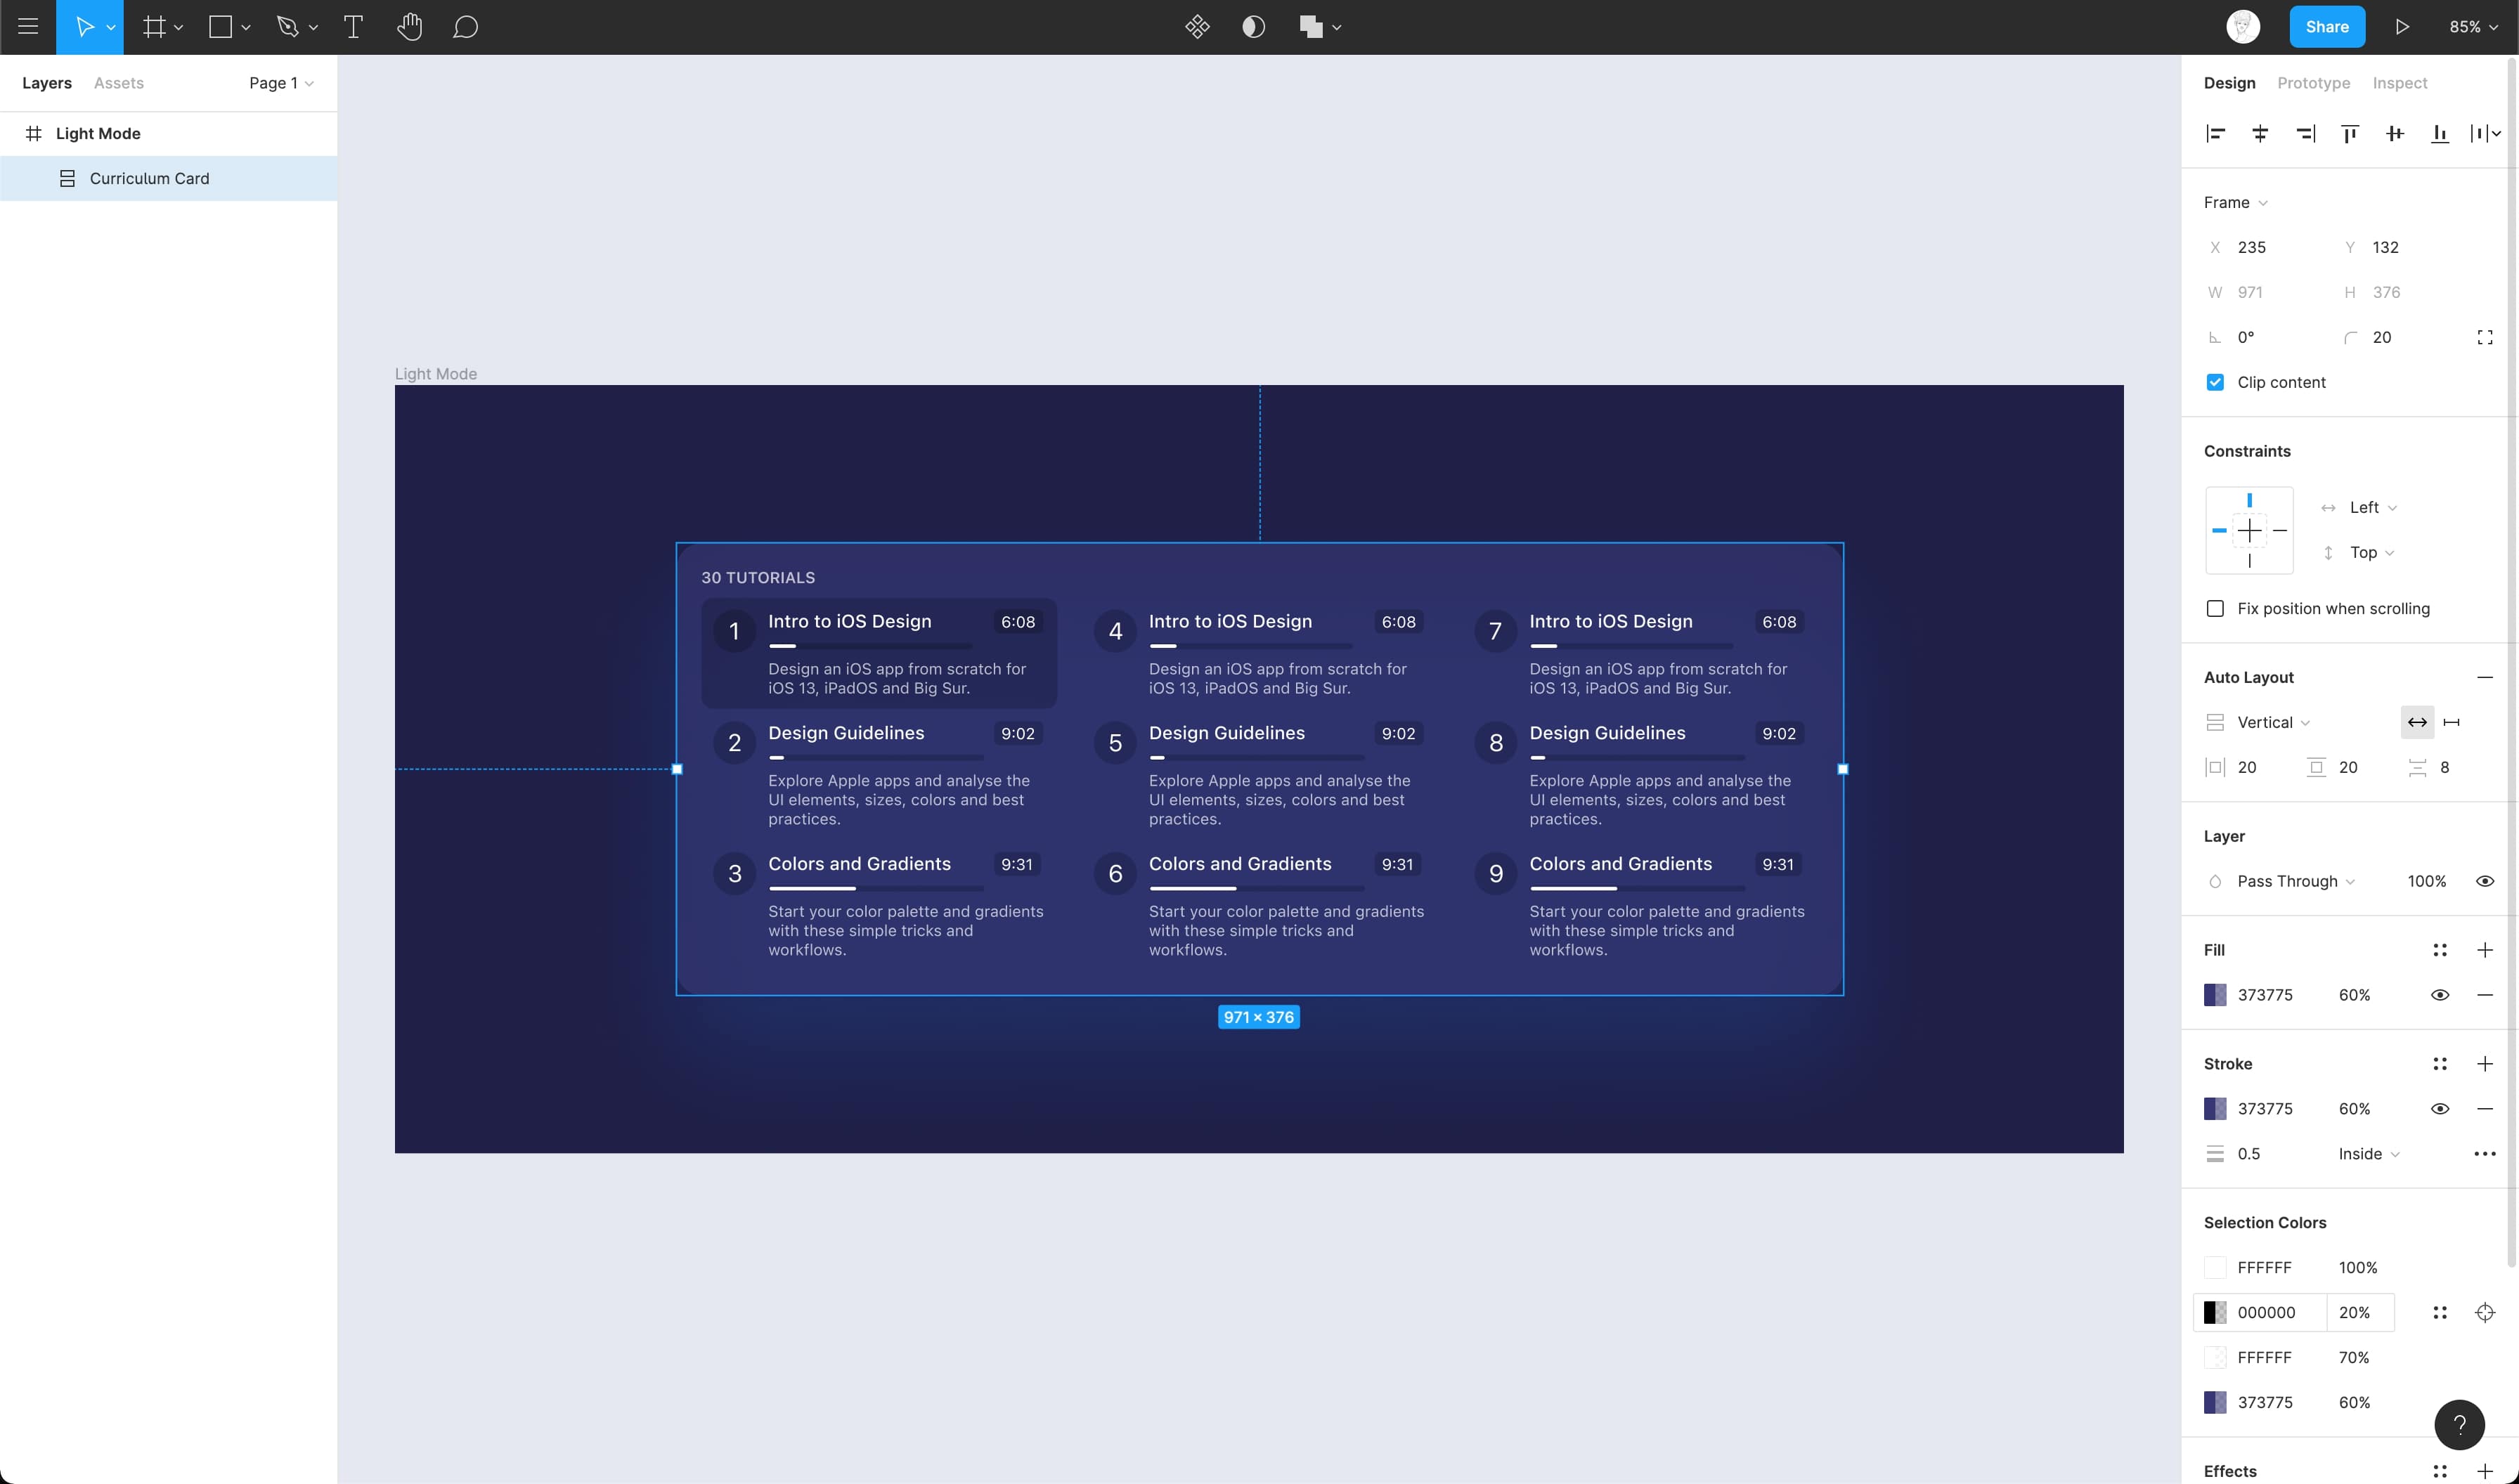 Share
85%
Layers
Assets
Page 1
Light Mode
Curriculum Card
Light Mode
30 TUTORIALS
1
Intro to iOS Design
6:08
Design an iOS app from scratch for
iOS 13, iPadOS and Big Sur.
2
Design Guidelines
9:02
Explore Apple apps and analyse the
UI elements, sizes, colors and best
practices.
3
Colors and Gradients
9:31
Start your color palette and gradients
with these simple tricks and
workflows.
4
Intro to iOS Design
6:08
Design an iOS app from scratch for
iOS 13, iPadOS and Big Sur.
5
Design Guidelines
9:02
Explore Apple apps and analyse the
UI elements, sizes, colors and best
practices.
6
Colors and Gradients
9:31
Start your color palette and gradients
with these simple tricks and
workflows.
7
Intro to iOS Design
6:08
Design an iOS app from scratch for
iOS 13, iPadOS and Big Sur.
8
Design Guidelines
9:02
Explore Apple apps and analyse the
UI elements, sizes, colors and best
practices.
9
Colors and Gradients
9:31
Start your color palette and gradients
with these simple tricks and
workflows.
971 × 376
Design
Prototype
Inspect
Frame
X 235 Y 132
W 971 H 376
0° 20
Clip content
Constraints
Left
Top
Fix position when scrolling
Auto Layout
Vertical
20 20 8
Layer
Pass Through 100%
Fill
373775 60%
Stroke
373775 60%
0.5 Inside
Selection Colors
FFFFFF 100%
000000 20%
FFFFFF 70%
373775 60%
?
Effects